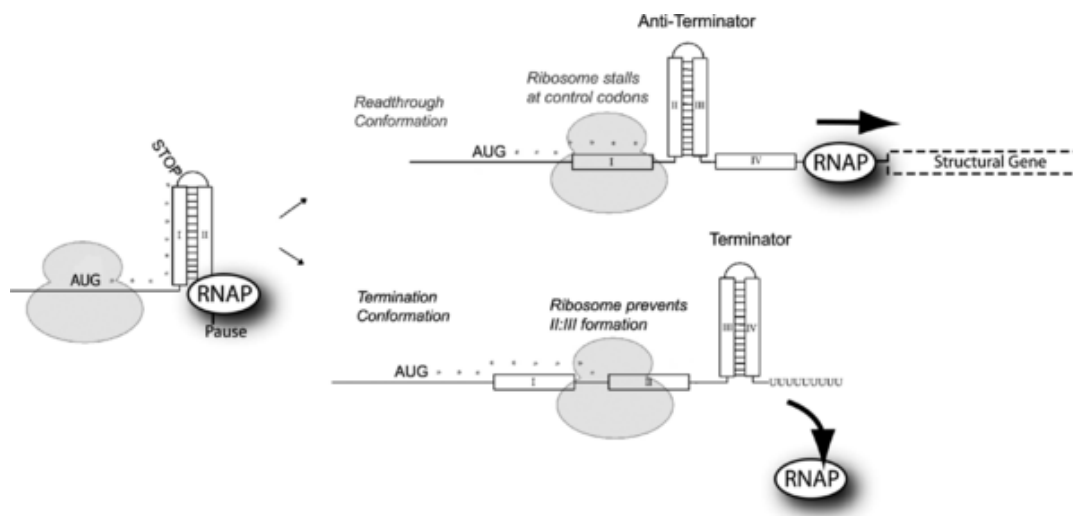 Anti-Terminator
Readthrough
Conformation
Ribosome stalls
at control codons
II
III
AUG
I
IV
RNAP
Structural Gene
STOP
I
II
AUG
RNAP
Pause
Terminator
Termination
Conformation
Ribosome prevents
II:III formation
III
IV
AUG
I
II
UUUUUUUUU
RNAP